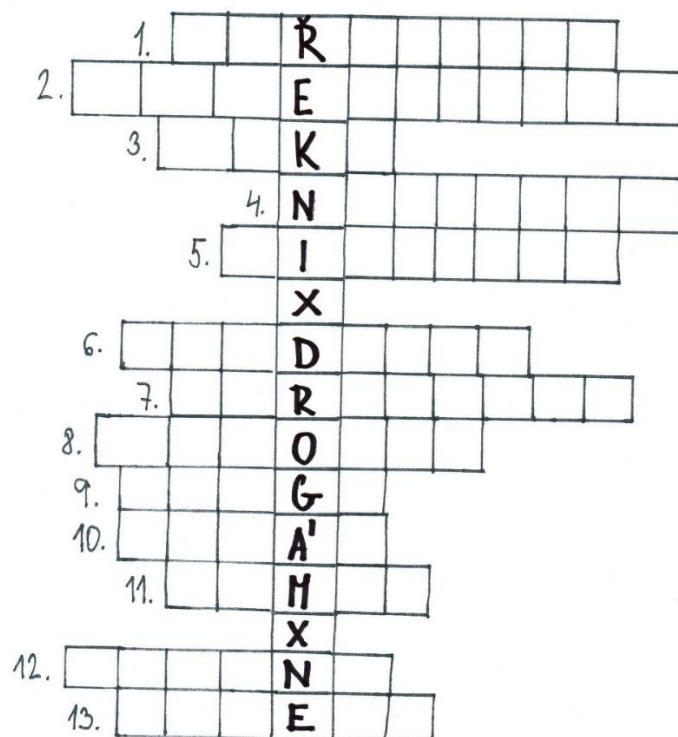 1. Ř
2. E
3. K
4. N
5. I
X
6. D
7. R
8. O
9. G
10. Á
11. M
X
12. N
13. E